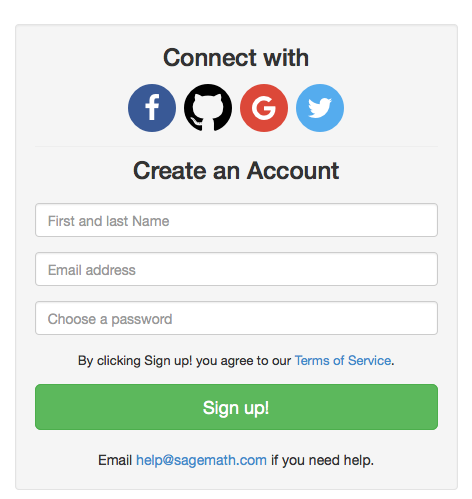 Connect with
Create an Account
First and last Name
Email address
Choose a password
By clicking Sign up! you agree to our Terms of Service.
Sign up!
Email help@sagemath.com if you need help.